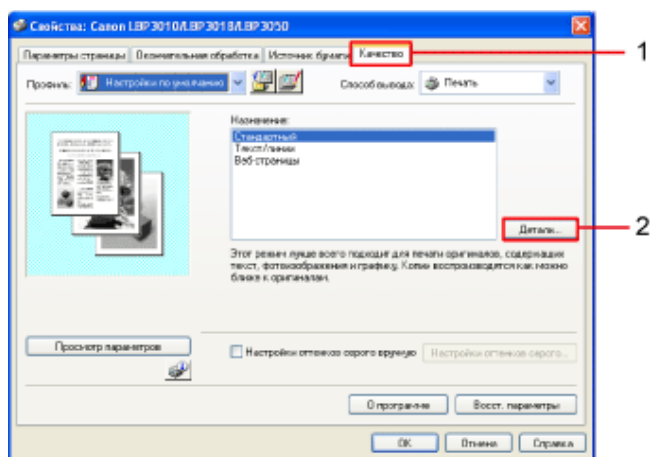 Свойства: Canon LBP3010/LBP3018/LBP3050
Параметры страницы Окончательная обработка Источник бумаги Качество
1
Профиль: Настройки по умолчанию Способ вывода: Печать
Назначение:
Стандартный
Текст/линии
Веб-страницы
Детали...
2
Этот режим лучше всего подходит для печати оригиналов, содержащих
текст, фотоизображения и графику. Копии воспроизводятся как можно
ближе к оригиналам.
Просмотр параметров
Настройки оттенков серого вручную Настройки оттенков серого...
О программе Восст. параметры
OK Отмена Справка